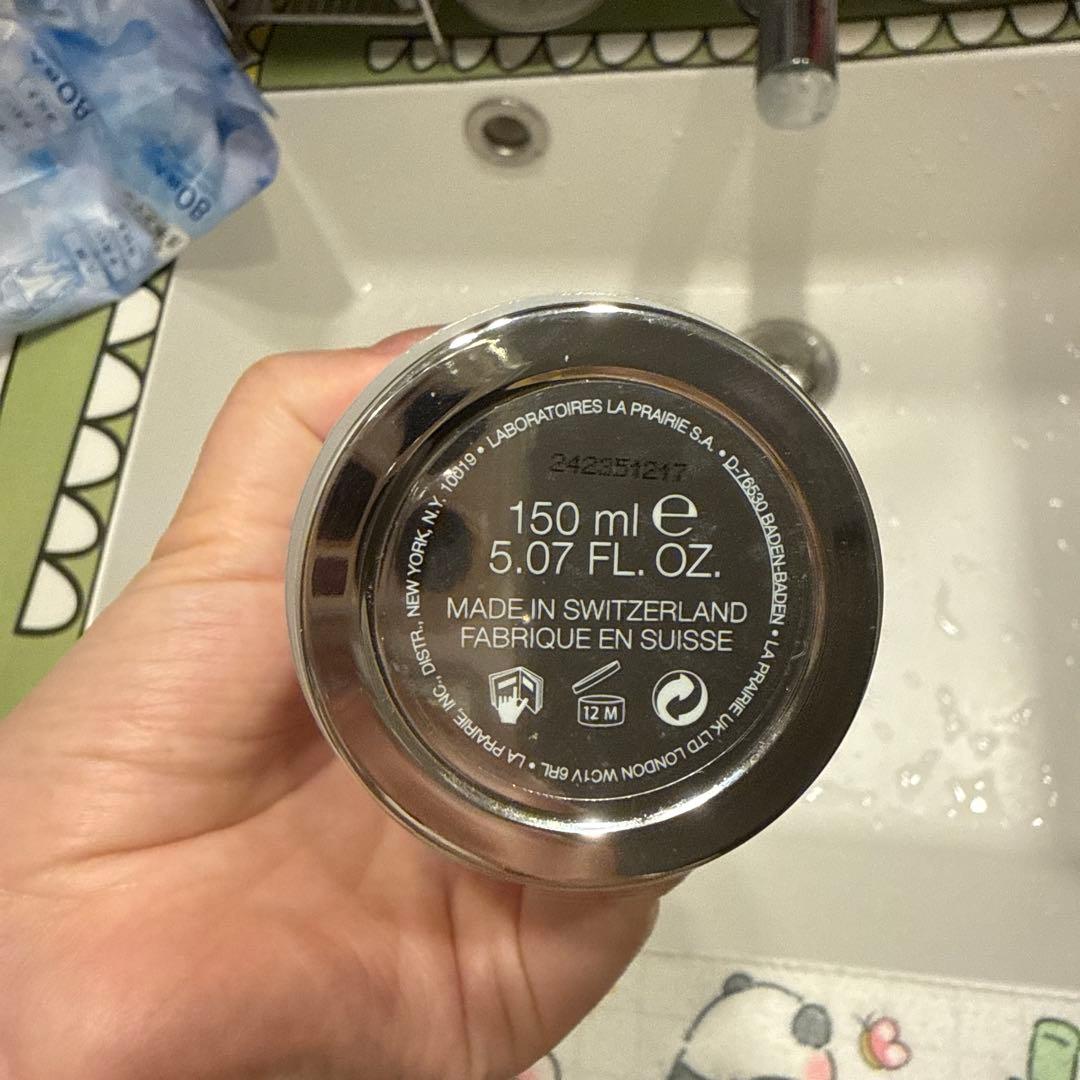 LABORATOIRES LA PRAIRIE S.A. • D-76530 BADEN-BADEN • LA PRAIRIE UK LTD LONDON WC1V 6RL • LA PRAIRIE, INC., DISTR., NEW YORK, N.Y. 10019 •
242351217
150 ml e
5.07 FL. OZ.
MADE IN SWITZERLAND
FABRIQUE EN SUISSE
12 M
80